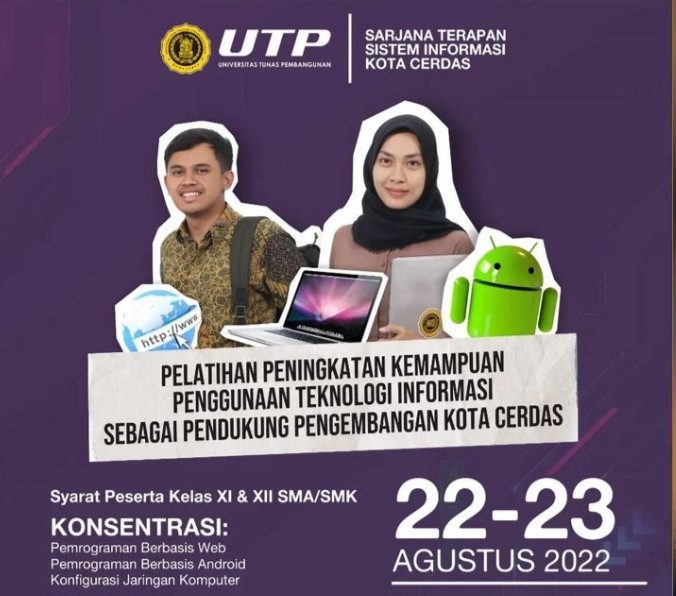 UTP
UNIVERSITAS TUNAS PEMBANGUNAN
SARJANA TERAPAN
SISTEM INFORMASI
KOTA CERDAS
http://www.
PELATIHAN PENINGKATAN KEMAMPUAN
PENGGUNAAN TEKNOLOGI INFORMASI
SEBAGAI PENDUKUNG PENGEMBANGAN KOTA CERDAS
Syarat Peserta Kelas XI & XII SMA/SMK
KONSENTRASI:
Pemrograman Berbasis Web
Pemrograman Berbasis Android
Konfigurasi Jaringan Komputer
22-23
AGUSTUS 2022